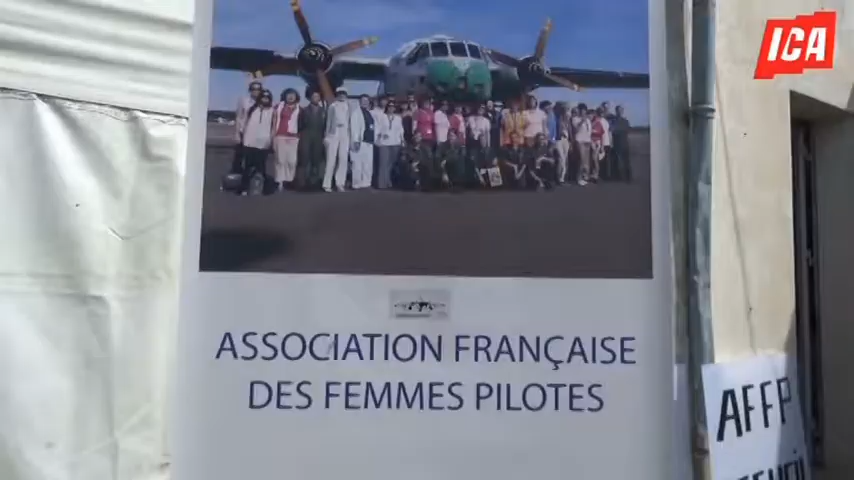 ICA
ASSOCIATION FRANÇAISE
DES FEMMES PILOTES
AFFP